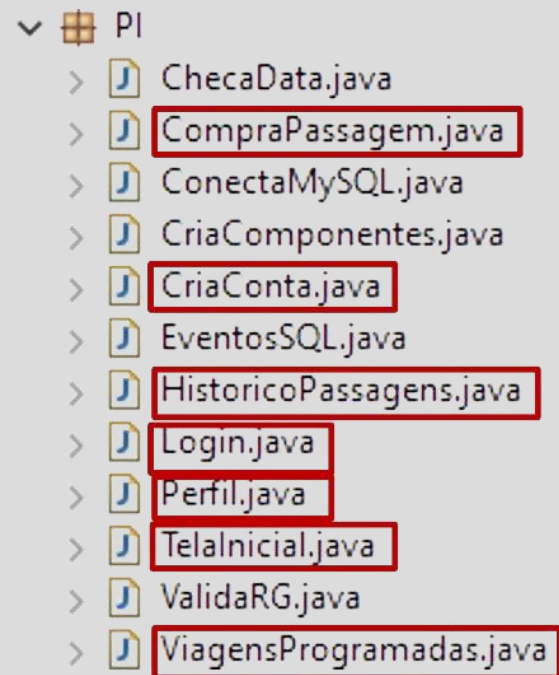 PI
ChecaData.java
CompraPassagem.java
ConectaMySQL.java
CriaComponentes.java
CriaConta.java
EventosSQL.java
HistoricoPassagens.java
Login.java
Perfil.java
TelaInicial.java
ValidaRG.java
ViagensProgramadas.java